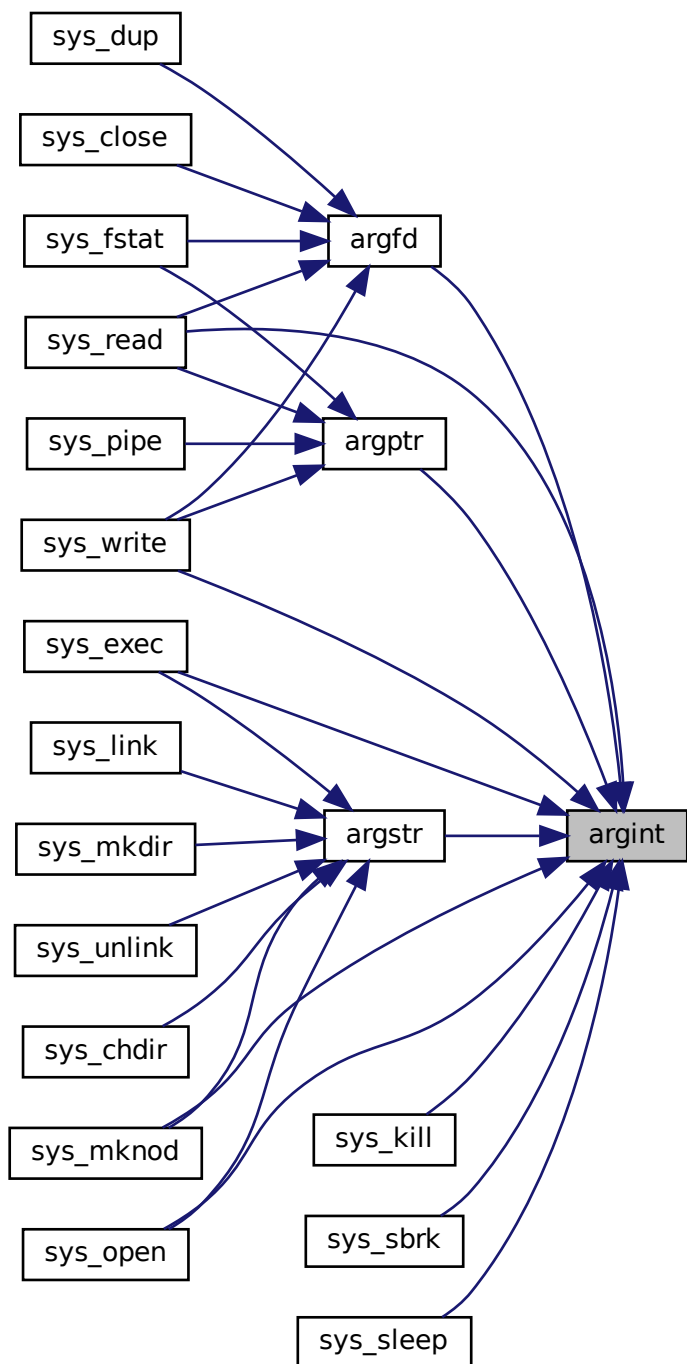 sys_dup
sys_close
sys_fstat
argfd
sys_read
sys_pipe
argptr
sys_write
sys_exec
sys_link
sys_mkdir
argstr
argint
sys_unlink
sys_chdir
sys_mknod
sys_kill
sys_open
sys_sbrk
sys_sleep